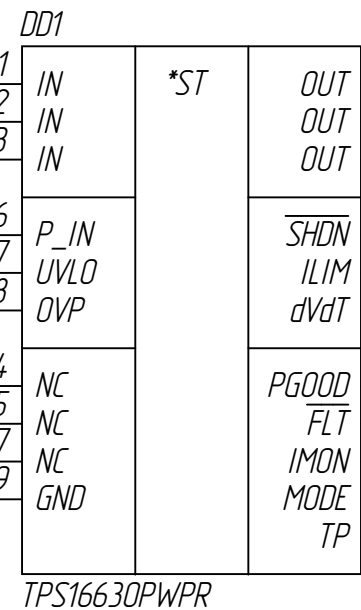 DD1
1 IN *ST OUT
2 IN OUT
3 IN OUT
6 P_IN SHDN
7 UVLO ILIM
8 OVP dVdT
4 NC PGOOD
5 NC FLT
7 NC IMON
9 GND MODE
TP
TPS16630PWPR